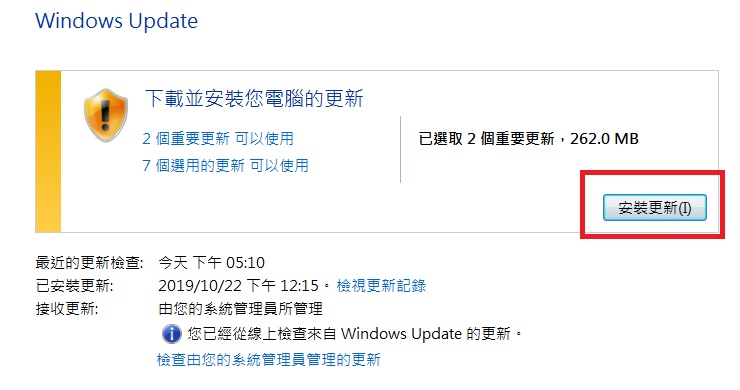 Windows Update
下載並安裝您電腦的更新
2 個重要更新 可以使用
7 個選用的更新 可以使用
已選取 2 個重要更新，262.0 MB
安裝更新(I)
最近的更新檢查: 今天 下午 05:10
已安裝更新: 2019/10/22 下午 12:15。 檢視更新記錄
接收更新: 由您的系統管理員所管理
您已經從線上檢查來自 Windows Update 的更新。
檢查由您的系統管理員管理的更新